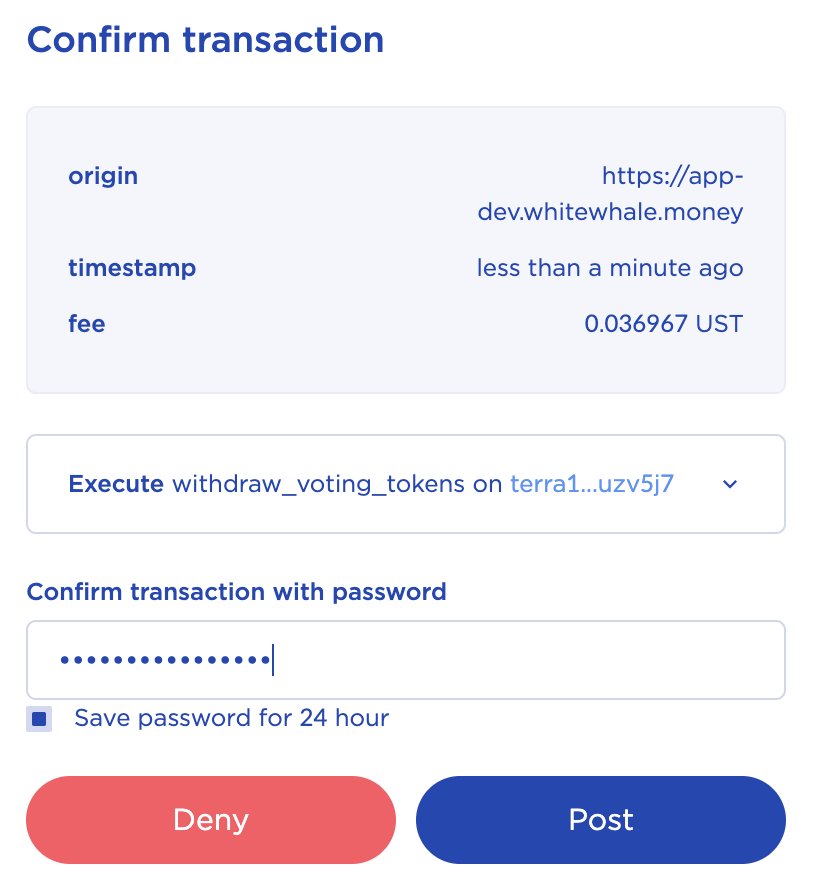 Confirm transaction
origin https://app-
dev.whitewhale.money
timestamp less than a minute ago
fee 0.036967 UST
Execute withdraw_voting_tokens on terra1...uzv5j7
Confirm transaction with password
••••••••••••••••
Save password for 24 hour
Deny Post